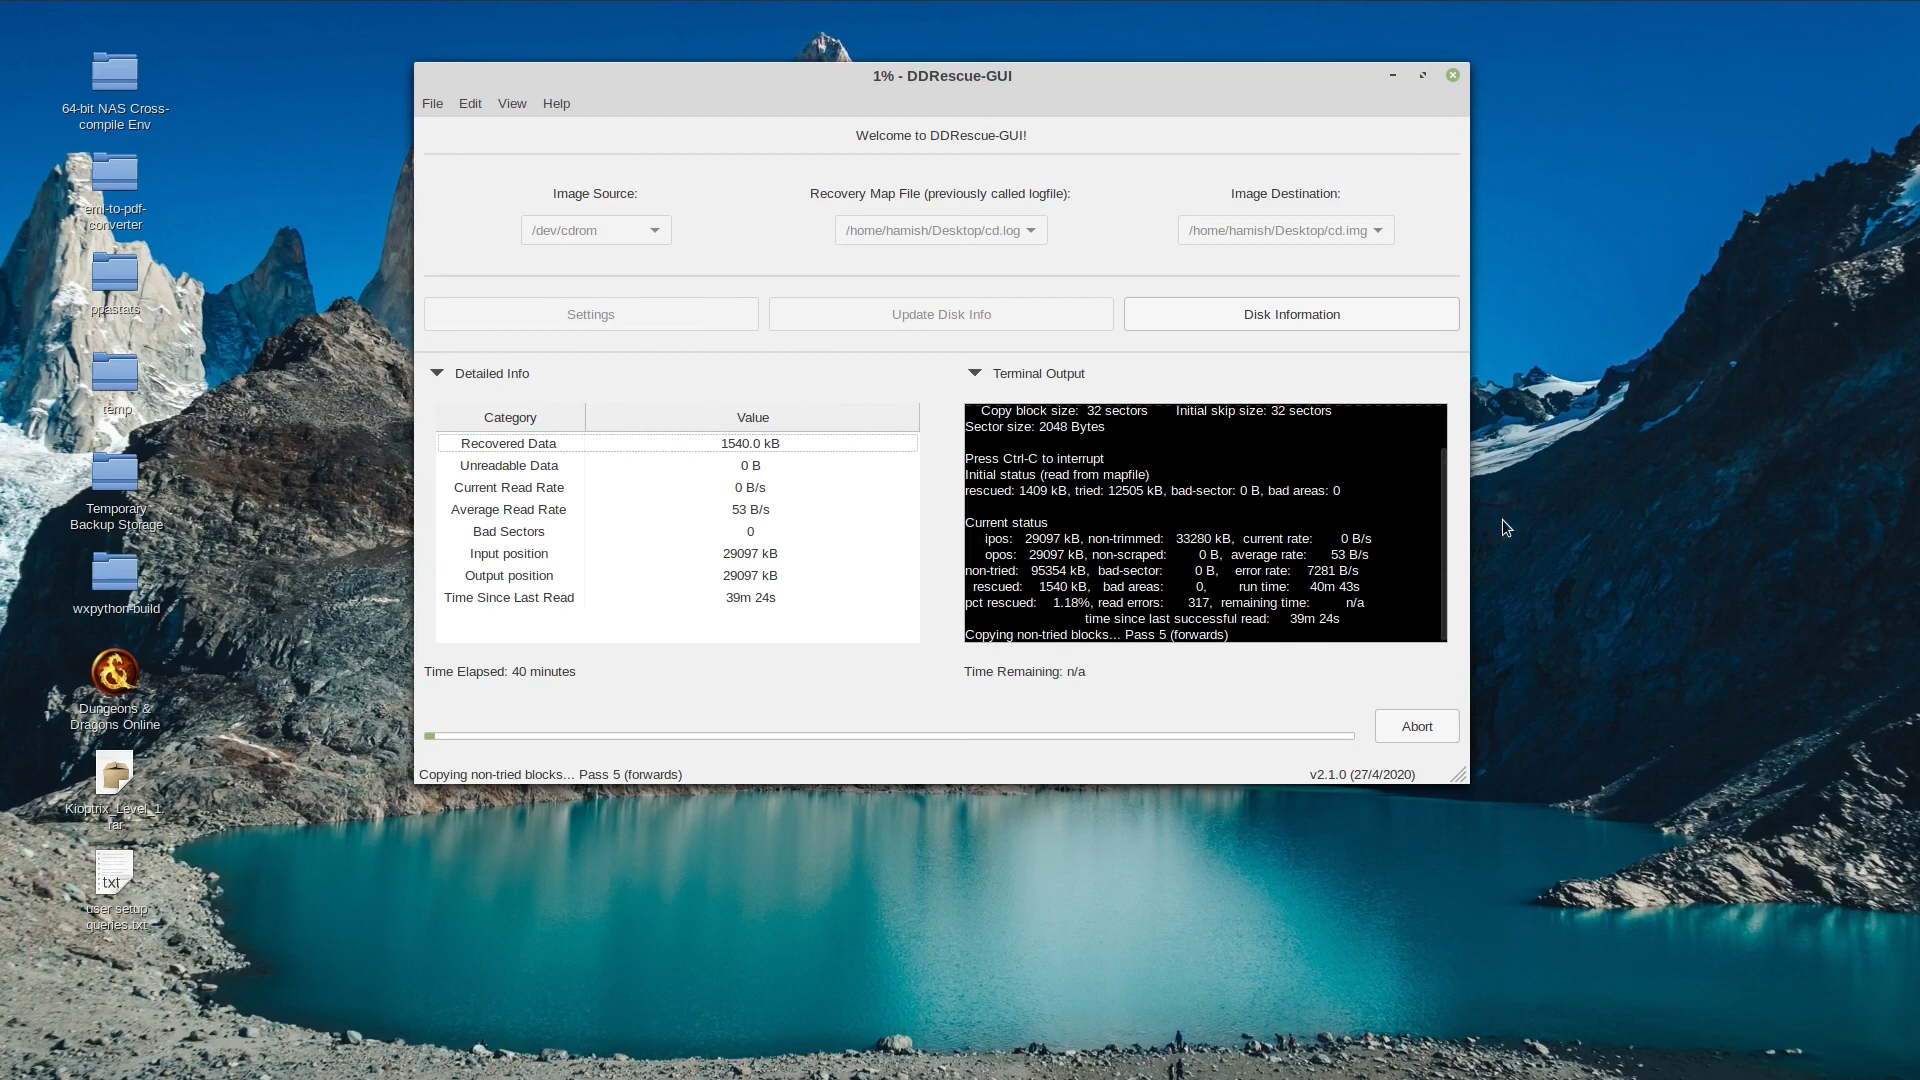 64-bit NAS Cross-
compile Env
eml-to-pdf-
converter
ppastats
temp
Temporary
Backup Storage
wxpython-build
Dungeons &
Dragons Online
Kioptrix_Level_1.
rar
txt
user setup
queries.txt
1% - DDRescue-GUI
File Edit View Help
Welcome to DDRescue-GUI!
Image Source: Recovery Map File (previously called logfile): Image Destination:
/dev/cdrom /home/hamish/Desktop/cd.log /home/hamish/Desktop/cd.img
Settings Update Disk Info Disk Information
Detailed Info
Category Value
Recovered Data 1540.0 kB
Unreadable Data 0 B
Current Read Rate 0 B/s
Average Read Rate 53 B/s
Bad Sectors 0
Input position 29097 kB
Output position 29097 kB
Time Since Last Read 39m 24s
Time Elapsed: 40 minutes
Terminal Output
Copy block size: 32 sectors Initial skip size: 32 sectors
Sector size: 2048 Bytes
Press Ctrl-C to interrupt
Initial status (read from mapfile)
rescued: 1409 kB, tried: 12505 kB, bad-sector: 0 B, bad areas: 0
Current status
ipos: 29097 kB, non-trimmed: 33280 kB, current rate: 0 B/s
opos: 29097 kB, non-scraped: 0 B, average rate: 53 B/s
non-tried: 95354 kB, bad-sector: 0 B, error rate: 7281 B/s
rescued: 1540 kB, bad areas: 0, run time: 40m 43s
pct rescued: 1.18%, read errors: 317, remaining time: n/a
time since last successful read: 39m 24s
Copying non-tried blocks... Pass 5 (forwards)
Time Remaining: n/a
Abort
Copying non-tried blocks... Pass 5 (forwards) v2.1.0 (27/4/2020)